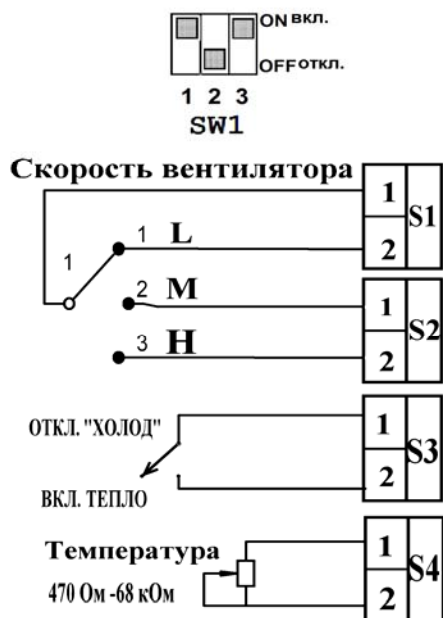 ON вкл.
OFF откл.
1 2 3
SW1
Скорость вентилятора
1 S1
1 L 2
1
2 M 1
S2
3 H 2
ОТКЛ. "ХОЛОД" 1
S3
2
ВКЛ. ТЕПЛО
Температура 1
S4
470 Ом -68 кОм 2